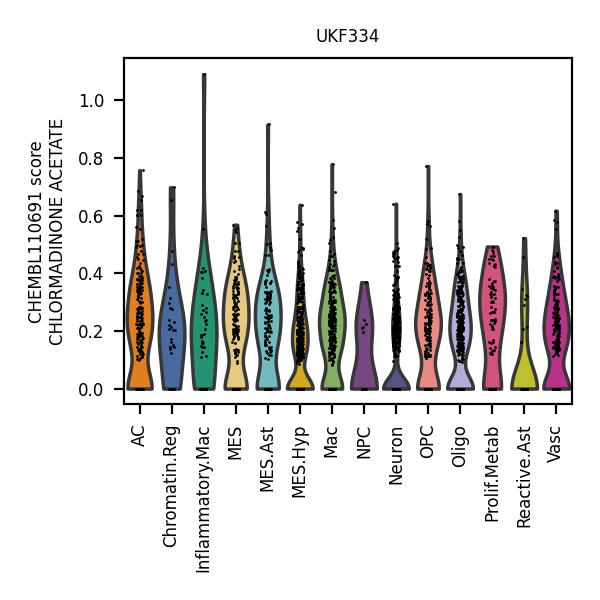 UKF334
CHEMBL110691 score
CHLORMADINONE ACETATE
1.0
0.8
0.6
0.4
0.2
0.0
AC
Chromatin.Reg
Inflammatory.Mac
MES
MES.Ast
MES.Hyp
Mac
NPC
Neuron
OPC
Oligo
Prolif.Metab
Reactive.Ast
Vasc